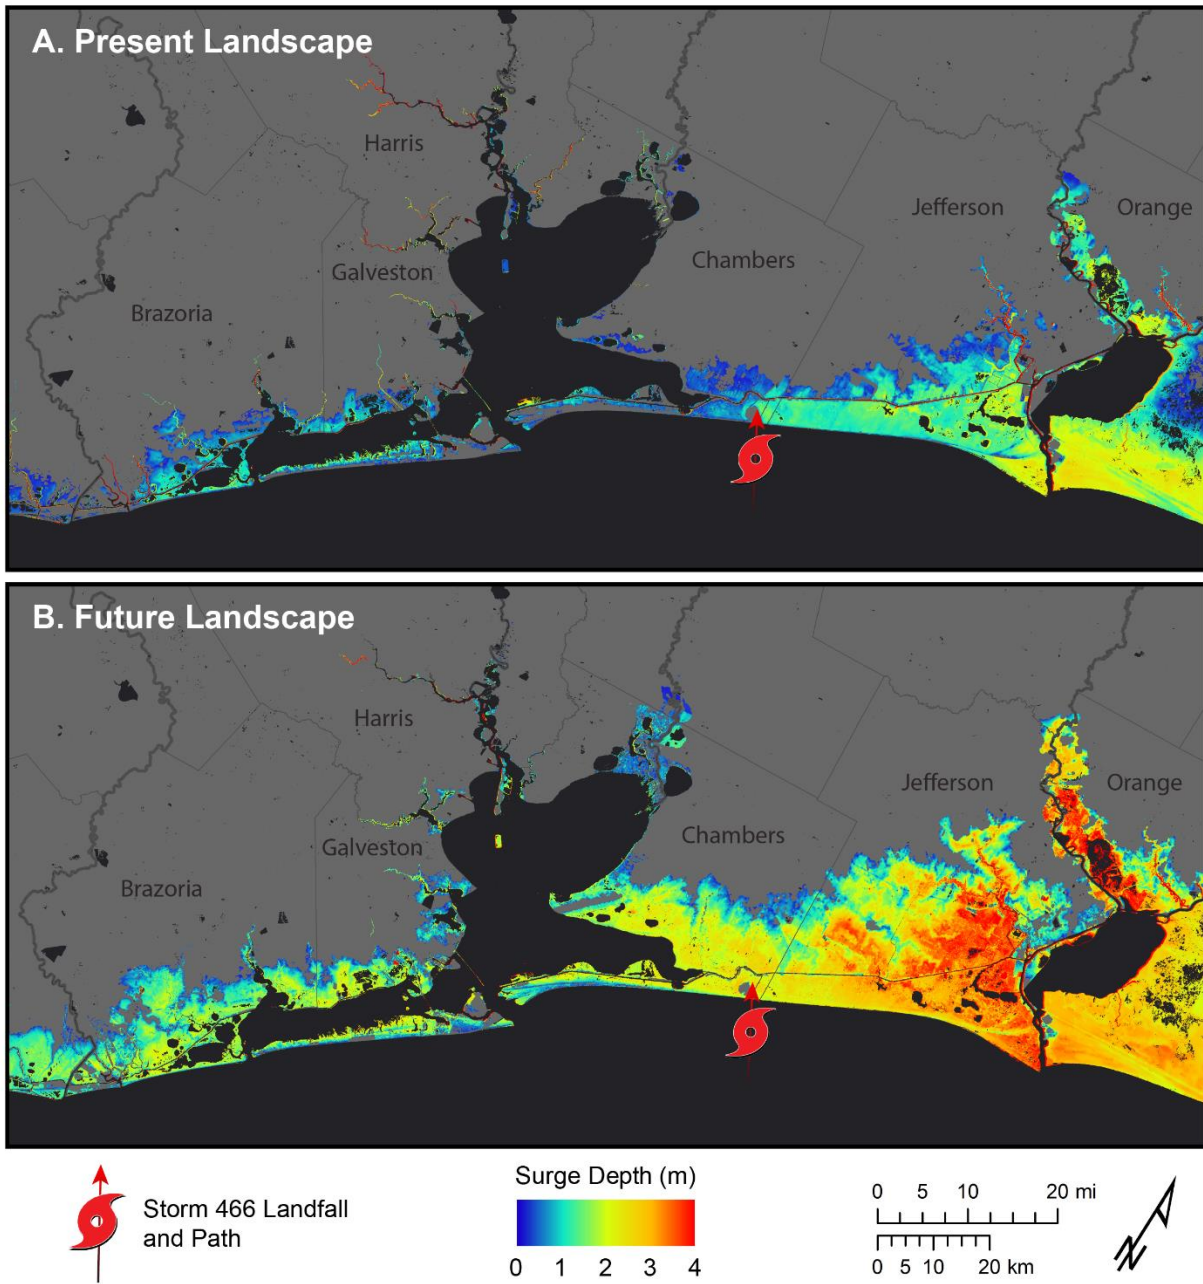 A. Present Landscape
Harris
Jefferson
Orange
Galveston
Chambers
Brazoria
B. Future Landscape
Harris
Jefferson
Orange
Galveston
Chambers
Brazoria
Storm 466 Landfall
and Path
Surge Depth (m)
0 1 2 3 4
0 5 10 20 mi
0 5 10 20 km
N